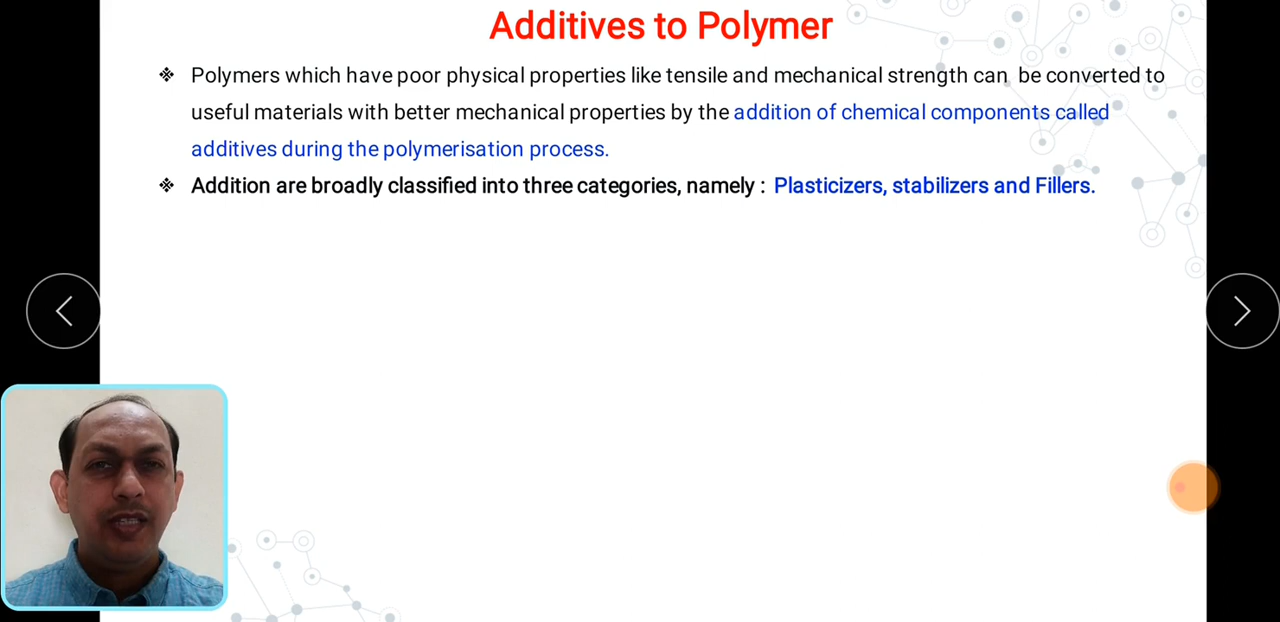 Additives to Polymer
❖ Polymers which have poor physical properties like tensile and mechanical strength can be converted to
useful materials with better mechanical properties by the addition of chemical components called
additives during the polymerisation process.
❖ Addition are broadly classified into three categories, namely : Plasticizers, stabilizers and Fillers.